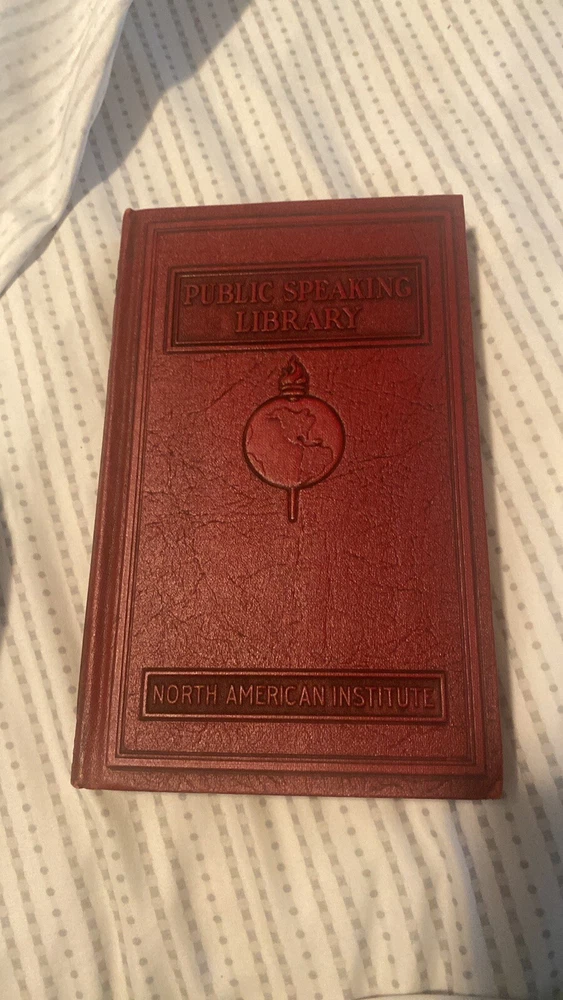 PUBLIC SPEAKING
LIBRARY
NORTH AMERICAN INSTITUTE